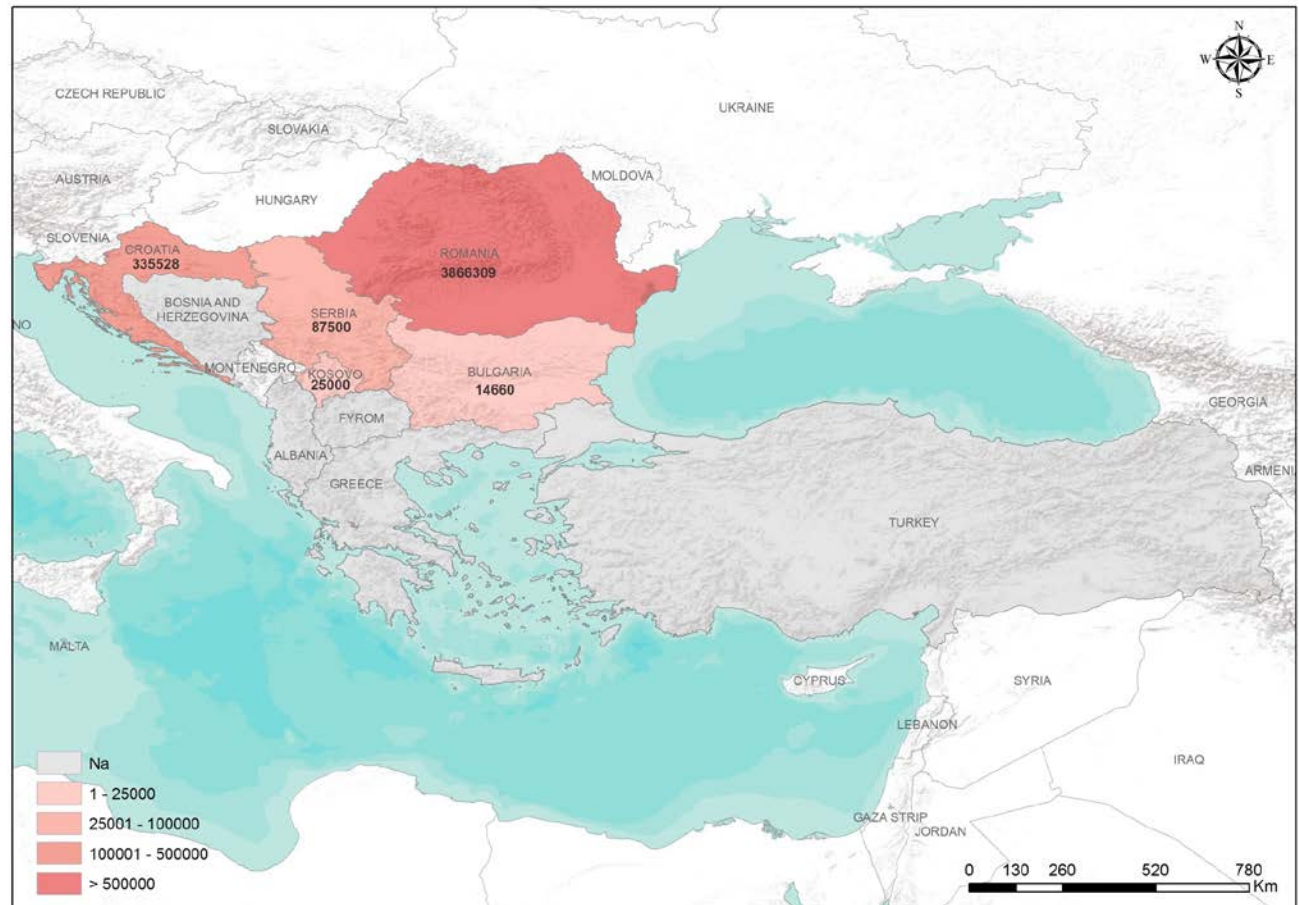 N
W E
S
CZECH REPUBLIC
UKRAINE
SLOVAKIA
AUSTRIA
MOLDOVA
HUNGARY
SLOVENIA
CROATIA
335528
ROMANIA
3866309
BOSNIA AND
HERZEGOVINA
SERBIA
87500
NO
MONTENEGRO
KOSOVO
25000
BULGARIA
14660
GEORGIA
FYROM
ALBANIA
ARMENI
GREECE
TURKEY
MALTA
CYPRUS
SYRIA
LEBANON
IRAQ
GAZA STRIP
JORDAN
Na
1 - 25000
25001 - 100000
100001 - 500000
> 500000
0 130 260 520 780
Km